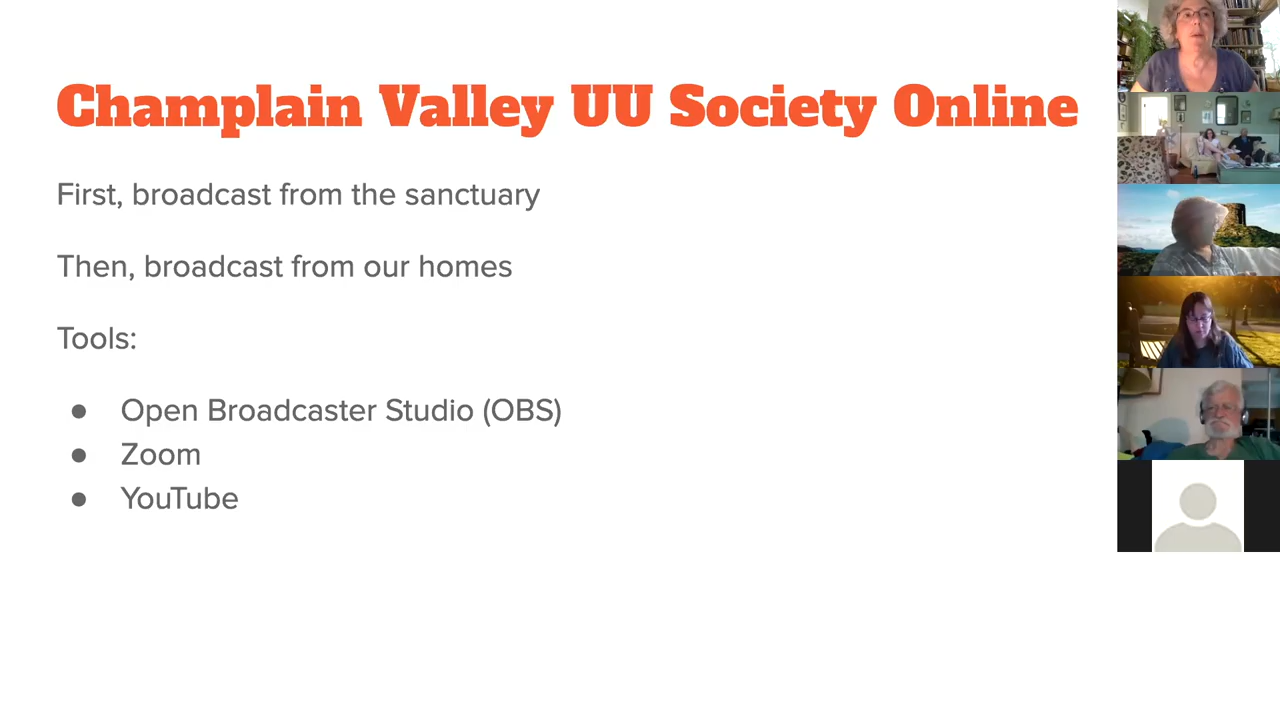 Champlain Valley UU Society Online
First, broadcast from the sanctuary
Then, broadcast from our homes
Tools:
● Open Broadcaster Studio (OBS)
● Zoom
● YouTube